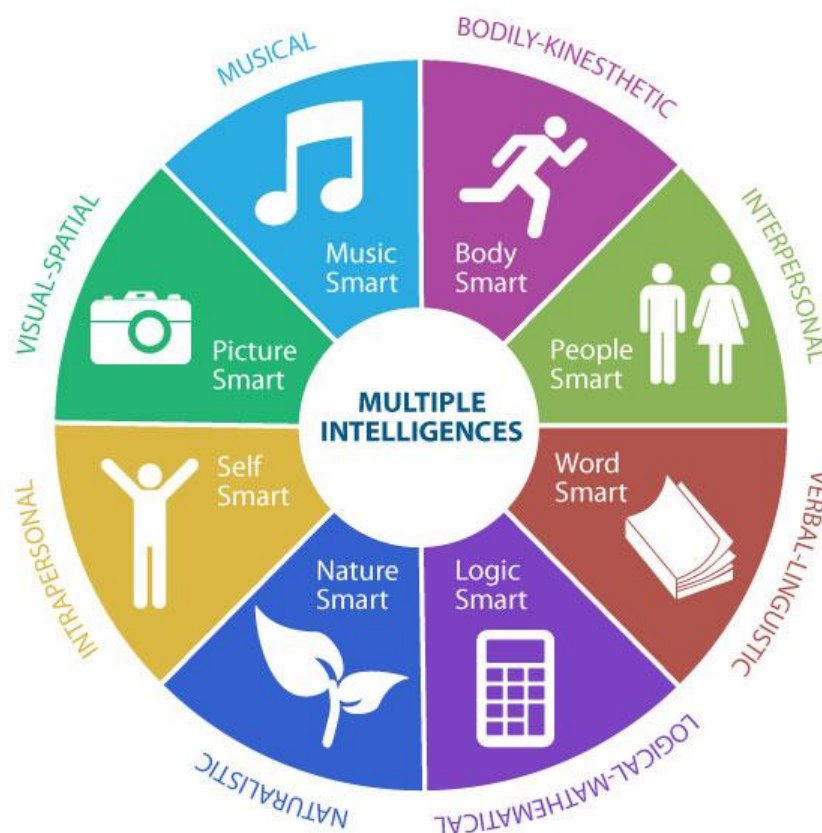 MUSICAL
BODILY-KINESTHETIC
INTERPERSONAL
VERBAL-LINGUISTIC
LOGICAL-MATHEMATICAL
NATURALISTIC
INTRAPERSONAL
VISUAL-SPATIAL
Music
Smart
Body
Smart
People
Smart
Word
Smart
Logic
Smart
Nature
Smart
Self
Smart
Picture
Smart
MULTIPLE
INTELLIGENCES